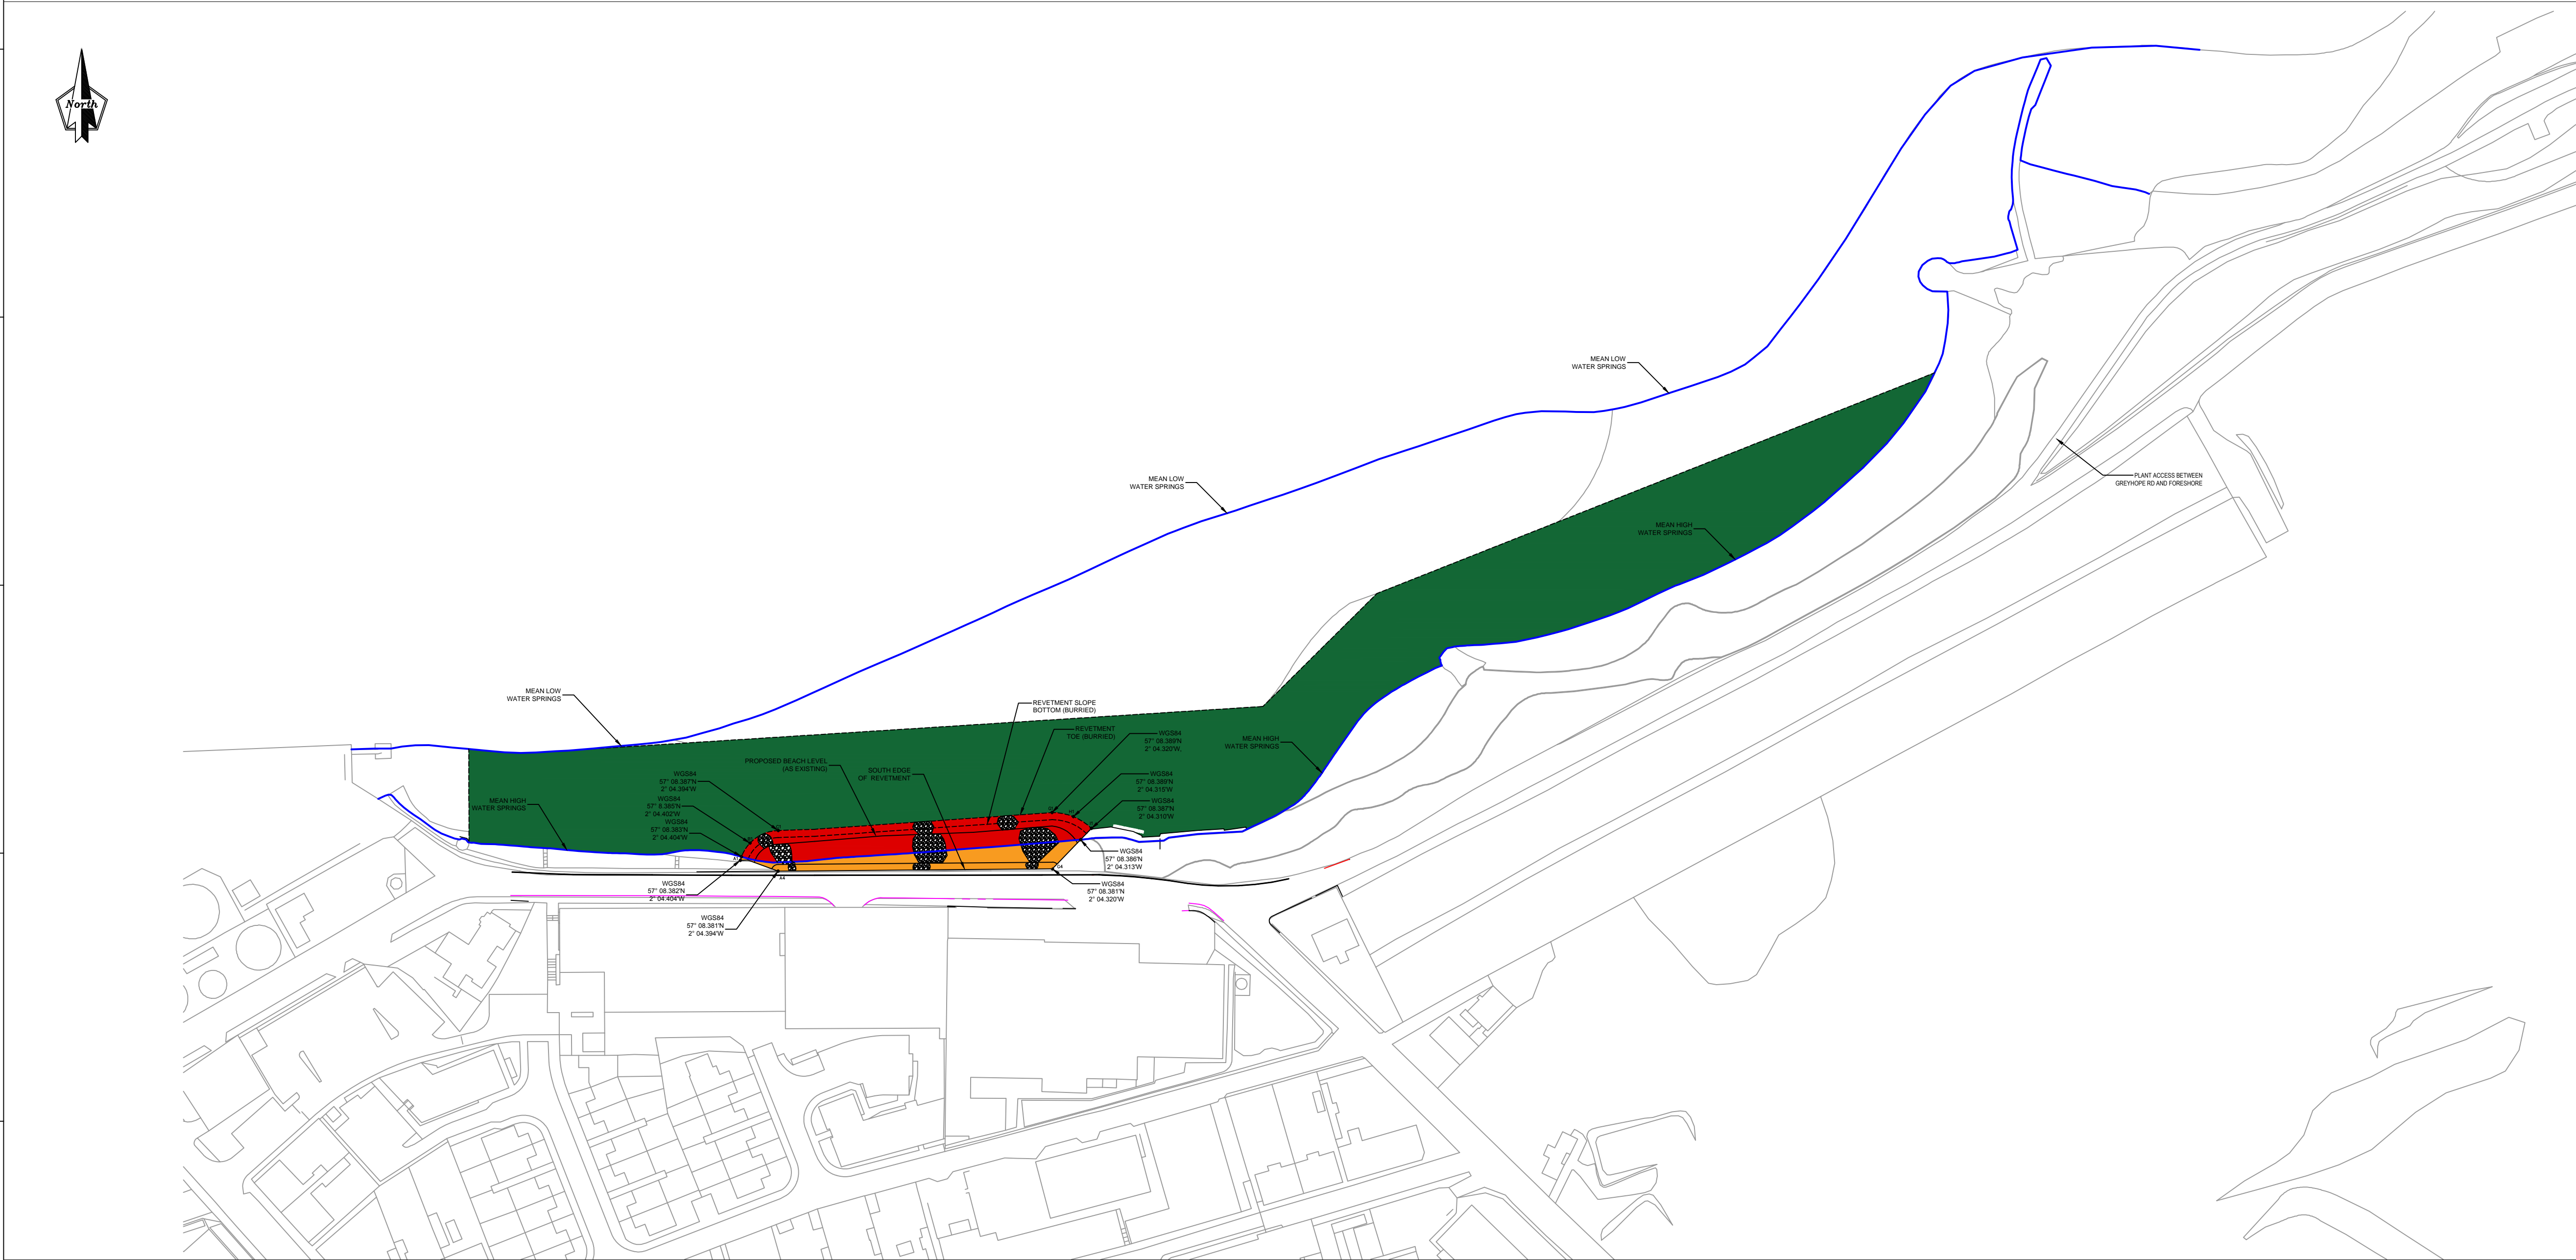 North
MEAN LOW
WATER SPRINGS
MEAN LOW
WATER SPRINGS
PLANT ACCESS BETWEEN
GREYHOPE RD AND FORESHORE
MEAN HIGH
WATER SPRINGS
MEAN LOW
WATER SPRINGS
REVETMENT SLOPE
BOTTOM (BURRIED)
REVETMENT
TOE (BURRIED)
WGS84
57° 08.389'N
2° 04.320'W,
MEAN HIGH
WATER SPRINGS
PROPOSED BEACH LEVEL
(AS EXISTING)
SOUTH EDGE
OF REVETMENT
WGS84
57° 08.387'N
2° 04.394'W
WGS84
57° 08.389'N
2° 04.315'W
WGS84
57° 8.385'N
2° 04.402'W
WGS84
57° 08.387'N
2° 04.310'W
MEAN HIGH
WATER SPRINGS
WGS84
57° 08.383'N
2° 04.404'W
WGS84
57° 08.386'N
2° 04.313'W
A1
G4
A4
WGS84
57° 08.382'N
2° 04.404'W
WGS84
57° 08.381'N
2° 04.320'W
WGS84
57° 08.381'N
2° 04.394'W